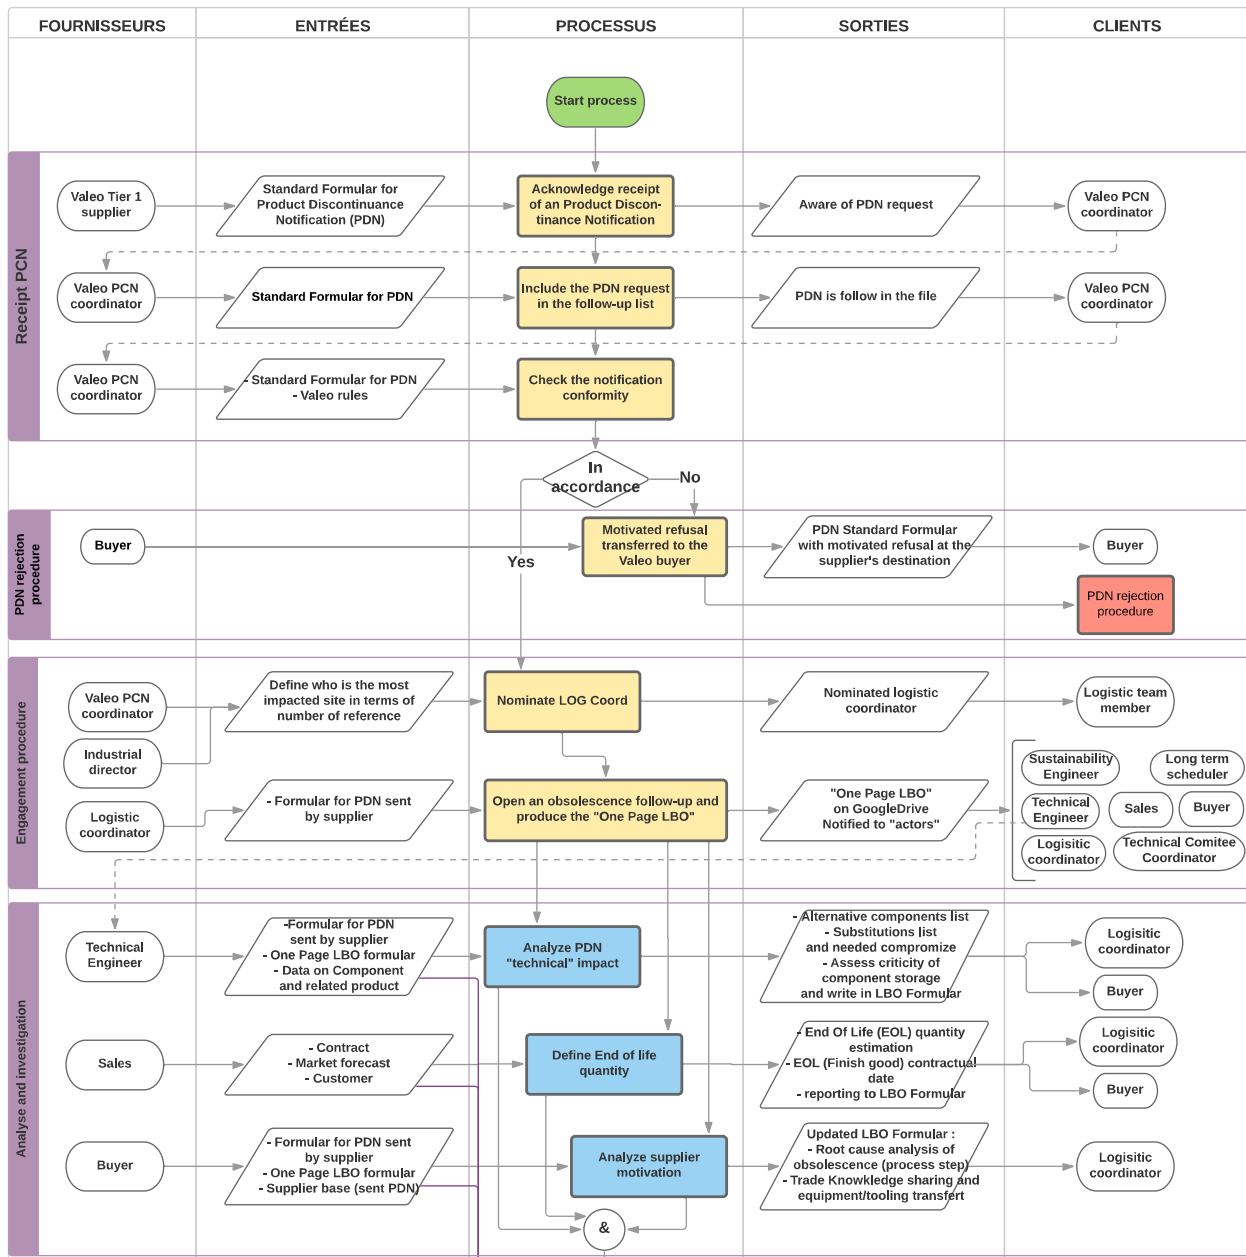 FOURNISSEURS
ENTRÉES
PROCESSUS
SORTIES
CLIENTS
Start process
Receipt PCN
Valeo Tier 1
supplier
Standard Formular for
Product Discontinuance
Notification (PDN)
Acknowledge receipt
of an Product Discon-
tinuance Notification
Aware of PDN request
Valeo PCN
coordinator
Valeo PCN
coordinator
Standard Formular for PDN
Include the PDN request
in the follow-up list
PDN is follow in the file
Valeo PCN
coordinator
Valeo PCN
coordinator
- Standard Formular for PDN
- Valeo rules
Check the notification
conformity
In
accordance
No
Yes
PDN rejection
procedure
Buyer
Motivated refusal
transferred to the
Valeo buyer
PDN Standard Formular
with motivated refusal at the
supplier's destination
Buyer
PDN rejection
procedure
Engagement procedure
Valeo PCN
coordinator
Industrial
director
Define who is the most
impacted site in terms of
number of reference
Nominate LOG Coord
Nominated logistic
coordinator
Logistic team
member
Logistic
coordinator
- Formular for PDN sent
by supplier
Open an obsolescence follow-up and
produce the "One Page LBO"
"One Page LBO"
on GoogleDrive
Notified to "actors"
Sustainability
Engineer
Long term
scheduler
Technical
Engineer
Sales
Buyer
Logisitic
coordinator
Technical Comitee
Coordinator
Analyse and investigation
Technical
Engineer
-Formular for PDN
sent by supplier
- One Page LBO formular
- Data on Component
and related product
Analyze PDN
"technical" impact
- Alternative components list
- Substitutions list
and needed compromize
- Assess criticity of
component storage
and write in LBO Formular
Logisitic
coordinator
Buyer
Sales
- Contract
- Market forecast
- Customer
Define End of life
quantity
- End Of Life (EOL) quantity
estimation
- EOL (Finish good) contractual
date
- reporting to LBO Formular
Logisitic
coordinator
Buyer
Buyer
- Formular for PDN sent
by supplier
- One Page LBO formular
- Supplier base (sent PDN)
Analyze supplier
motivation
Updated LBO Formular :
- Root cause analysis of
obsolescence (process step)
- Trade Knowkledge sharing and
equipment/tooling transfert
Logisitic
coordinator
&